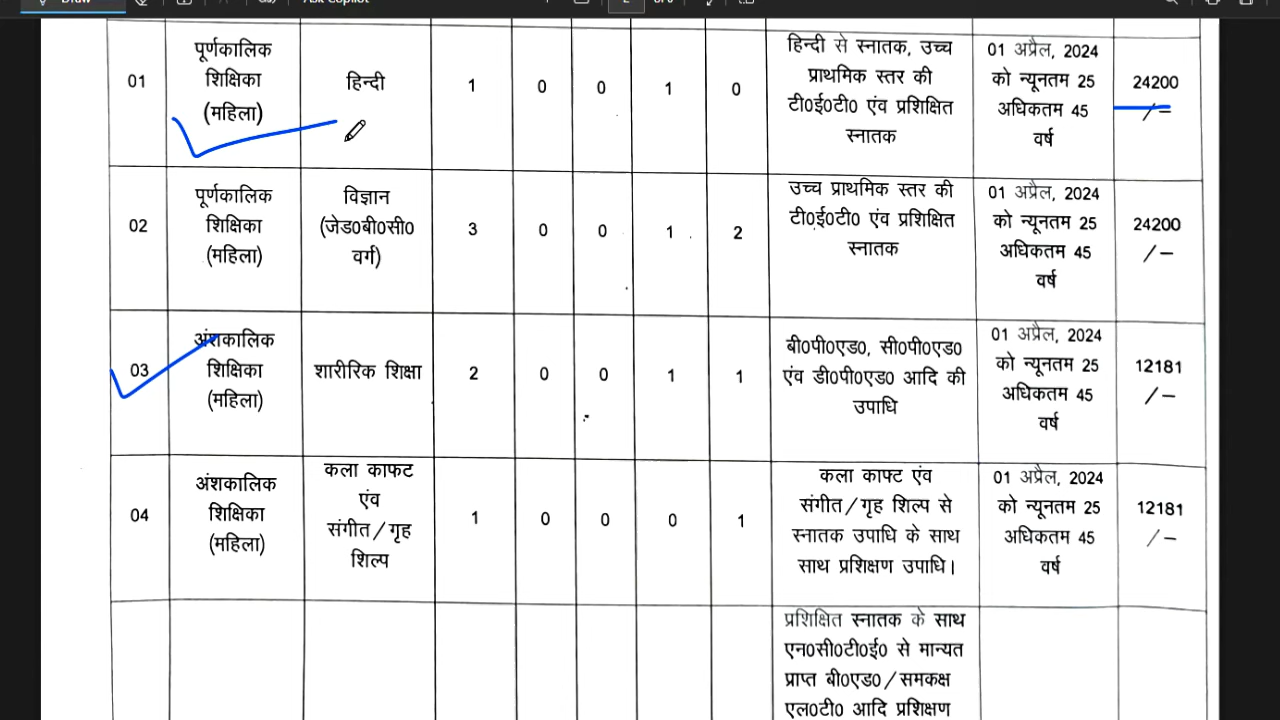 Draw
Ask Copilot
01
पूर्णकालिक
शिक्षिका
(महिला)
हिन्दी
1
0
0
1
0
हिन्दी से स्नातक, उच्च
प्राथमिक स्तर की
टी0ई0टी0 एंव प्रशिक्षित
स्नातक
01 अप्रैल, 2024
को न्यूनतम 25
अधिकतम 45
वर्ष
24200
/-
02
पूर्णकालिक
शिक्षिका
(महिला)
विज्ञान
(जेड0बी0सी0
वर्ग)
3
0
0
1
2
उच्च प्राथमिक स्तर की
टी0ई0टी0 एंव प्रशिक्षित
स्नातक
01 अप्रैल, 2024
को न्यूनतम 25
अधिकतम 45
वर्ष
24200
/-
03
अंशकालिक
शिक्षिका
(महिला)
शारीरिक शिक्षा
2
0
0
1
1
बी0पी0एड0, सी0पी0एड0
एंव डी0पी0एड0 आदि की
उपाधि
01 अप्रैल, 2024
को न्यूनतम 25
अधिकतम 45
वर्ष
12181
/-
04
अंशकालिक
शिक्षिका
(महिला)
कला काफट
एंव
संगीत/गृह
शिल्प
1
0
0
0
1
कला काफ्ट एंव
संगीत/गृह शिल्प से
स्नातक उपाधि के साथ
साथ प्रशिक्षण उपाधि।
01 अप्रैल, 2024
को न्यूनतम 25
अधिकतम 45
वर्ष
12181
/-
प्रशिक्षित स्नातक के साथ
एन0सी0टी0ई0 से मान्यत
प्राप्त बी0एड0/समकक्ष
एल0टी0 आदि प्रशिक्षण